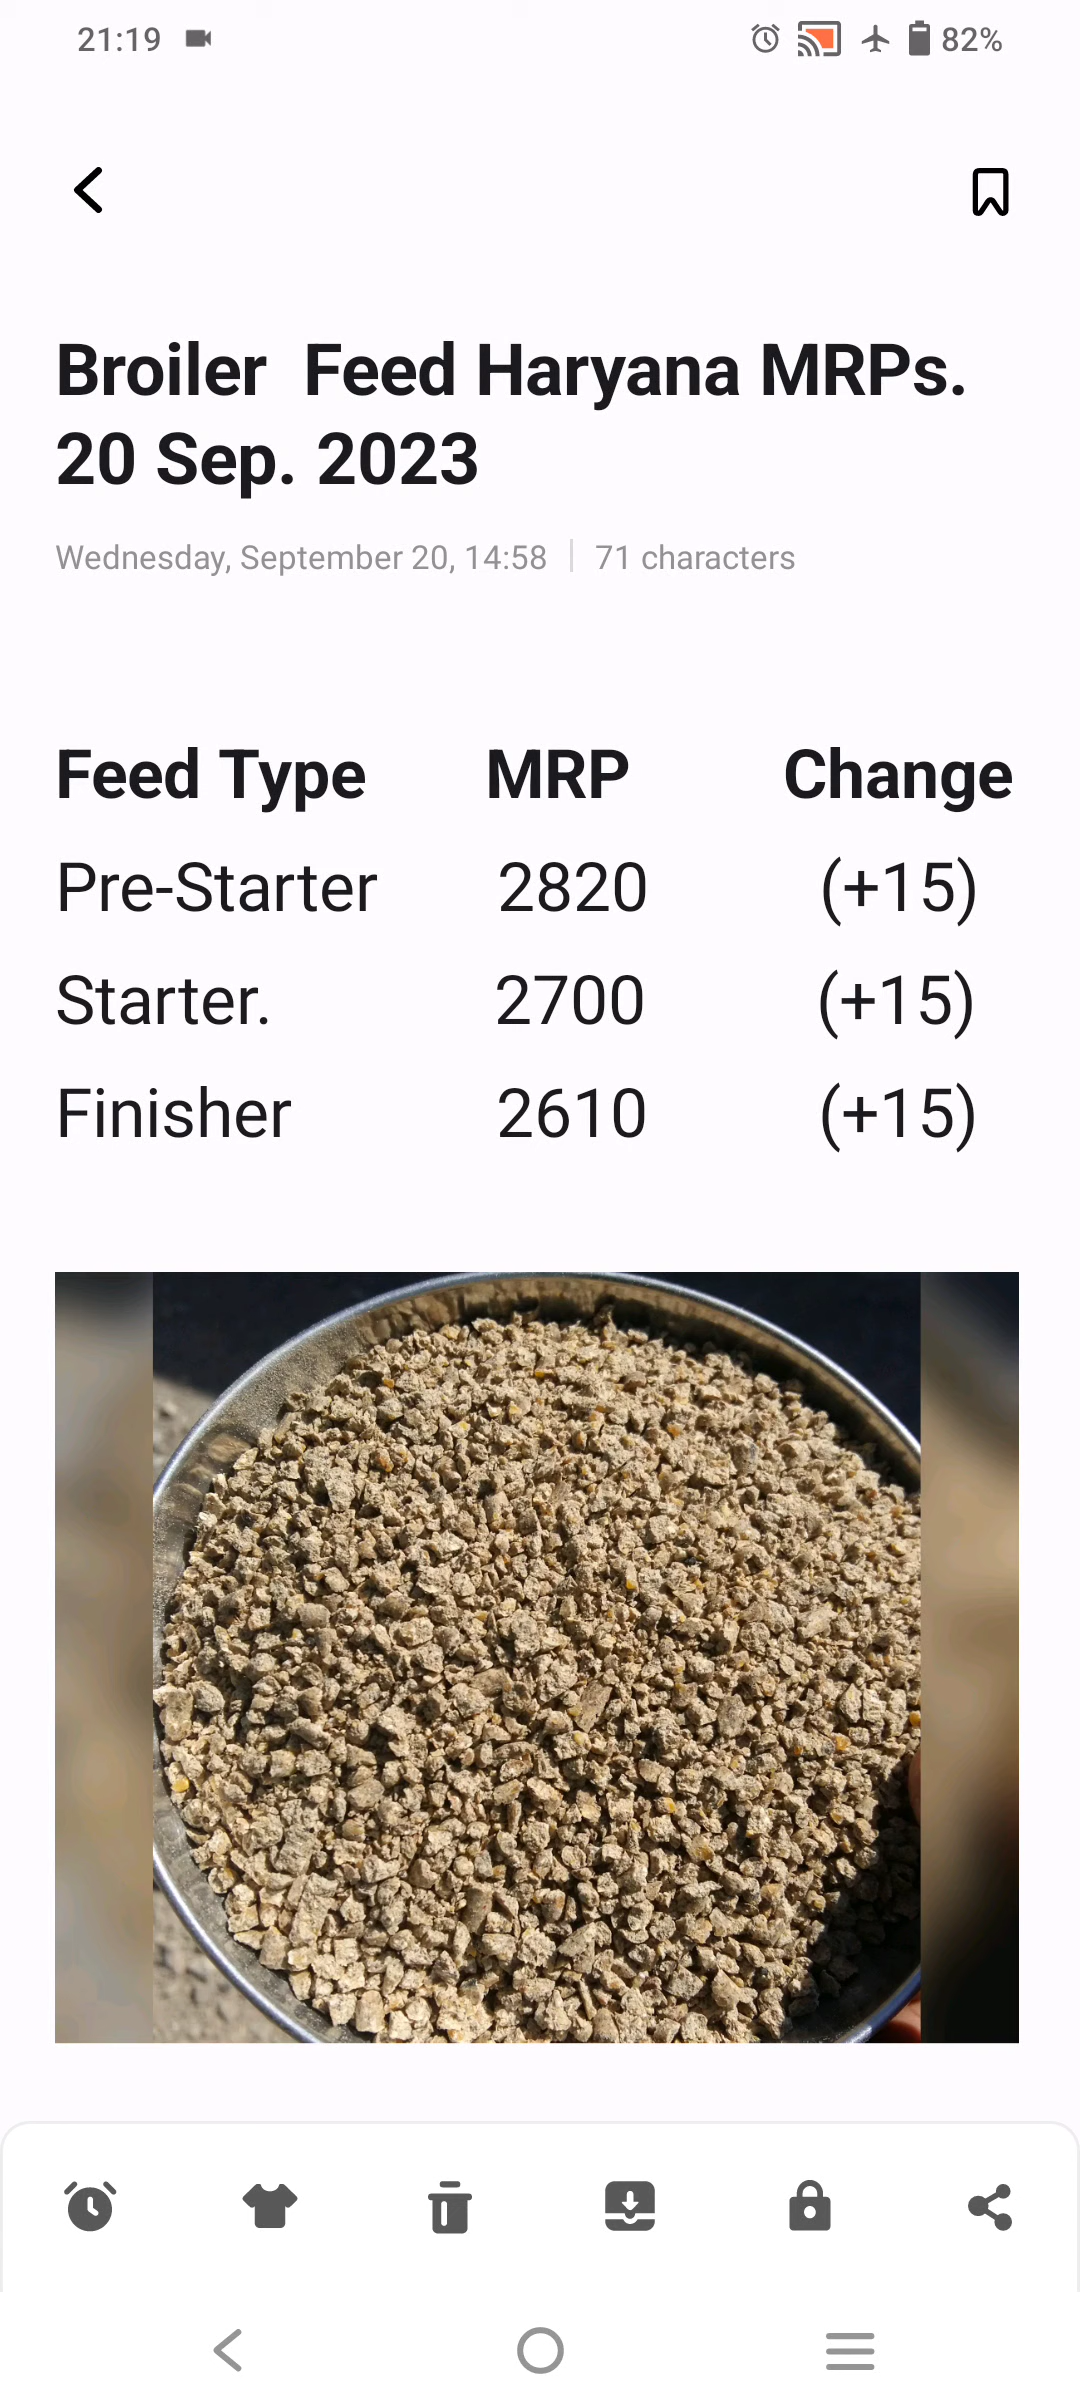 21:19 82%
Broiler  Feed Haryana MRPs.
20 Sep. 2023
Wednesday, September 20, 14:58 | 71 characters
Feed Type MRP Change
Pre-Starter 2820 (+15)
Starter. 2700 (+15)
Finisher 2610 (+15)